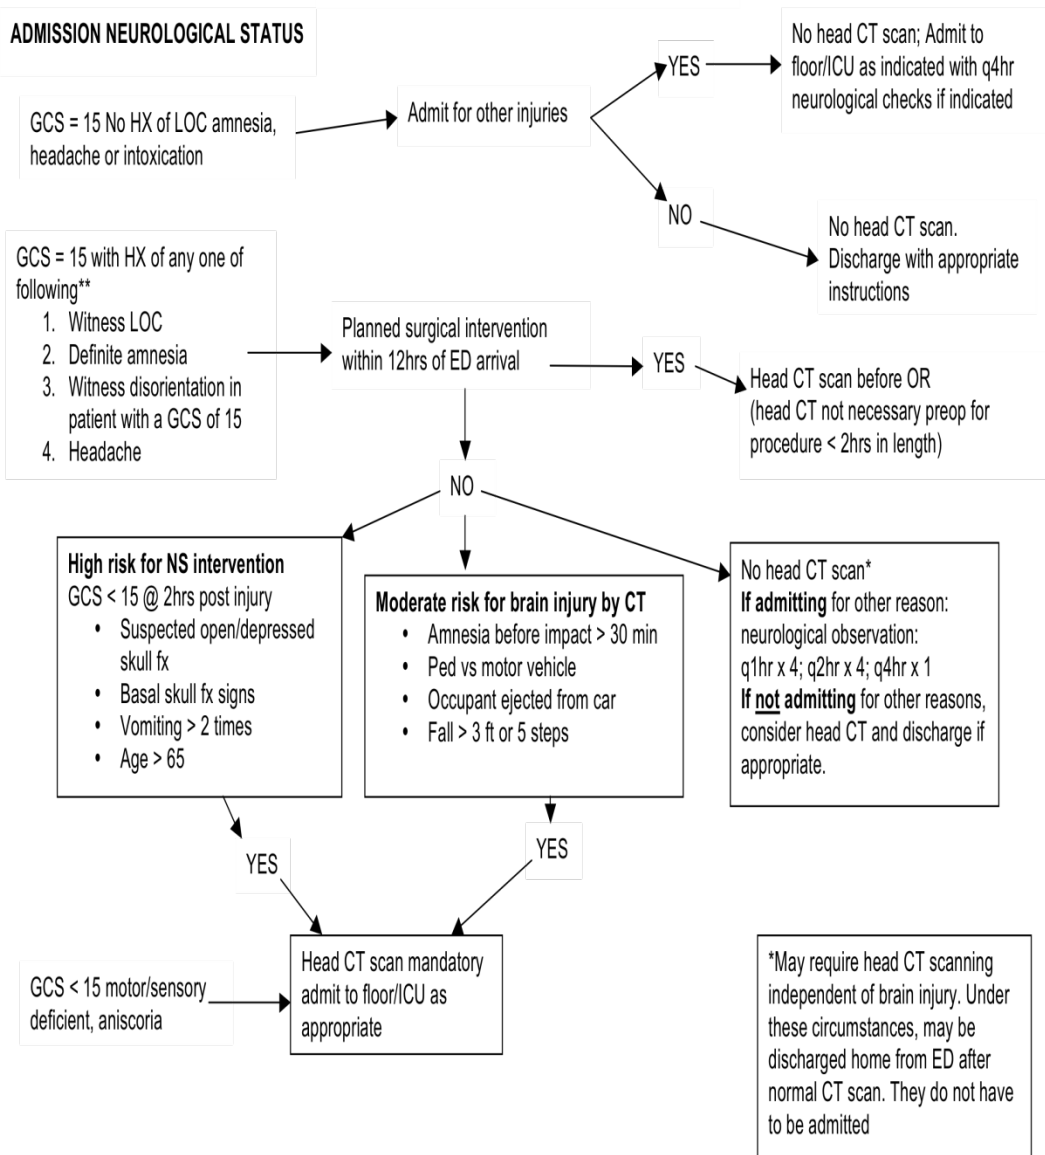 ADMISSION NEUROLOGICAL STATUS
GCS = 15 No HX of LOC amnesia,
headache or intoxication
Admit for other injuries
YES
No head CT scan; Admit to
floor/ICU as indicated with q4hr
neurological checks if indicated
NO
No head CT scan.
Discharge with appropriate
instructions
GCS = 15 with HX of any one of
following**
1. Witness LOC
2. Definite amnesia
3. Witness disorientation in
patient with a GCS of 15
4. Headache
Planned surgical intervention
within 12hrs of ED arrival
YES
Head CT scan before OR
(head CT not necessary preop for
procedure < 2hrs in length)
NO
High risk for NS intervention
GCS < 15 @ 2hrs post injury
• Suspected open/depressed
skull fx
• Basal skull fx signs
• Vomiting > 2 times
• Age > 65
Moderate risk for brain injury by CT
• Amnesia before impact > 30 min
• Ped vs motor vehicle
• Occupant ejected from car
• Fall > 3 ft or 5 steps
No head CT scan*
If admitting for other reason:
neurological observation:
q1hr x 4; q2hr x 4; q4hr x 1
If not admitting for other reasons,
consider head CT and discharge if
appropriate.
YES
YES
GCS < 15 motor/sensory
deficient, aniscoria
Head CT scan mandatory
admit to floor/ICU as
appropriate
*May require head CT scanning
independent of brain injury. Under
these circumstances, may be
discharged home from ED after
normal CT scan. They do not have
to be admitted